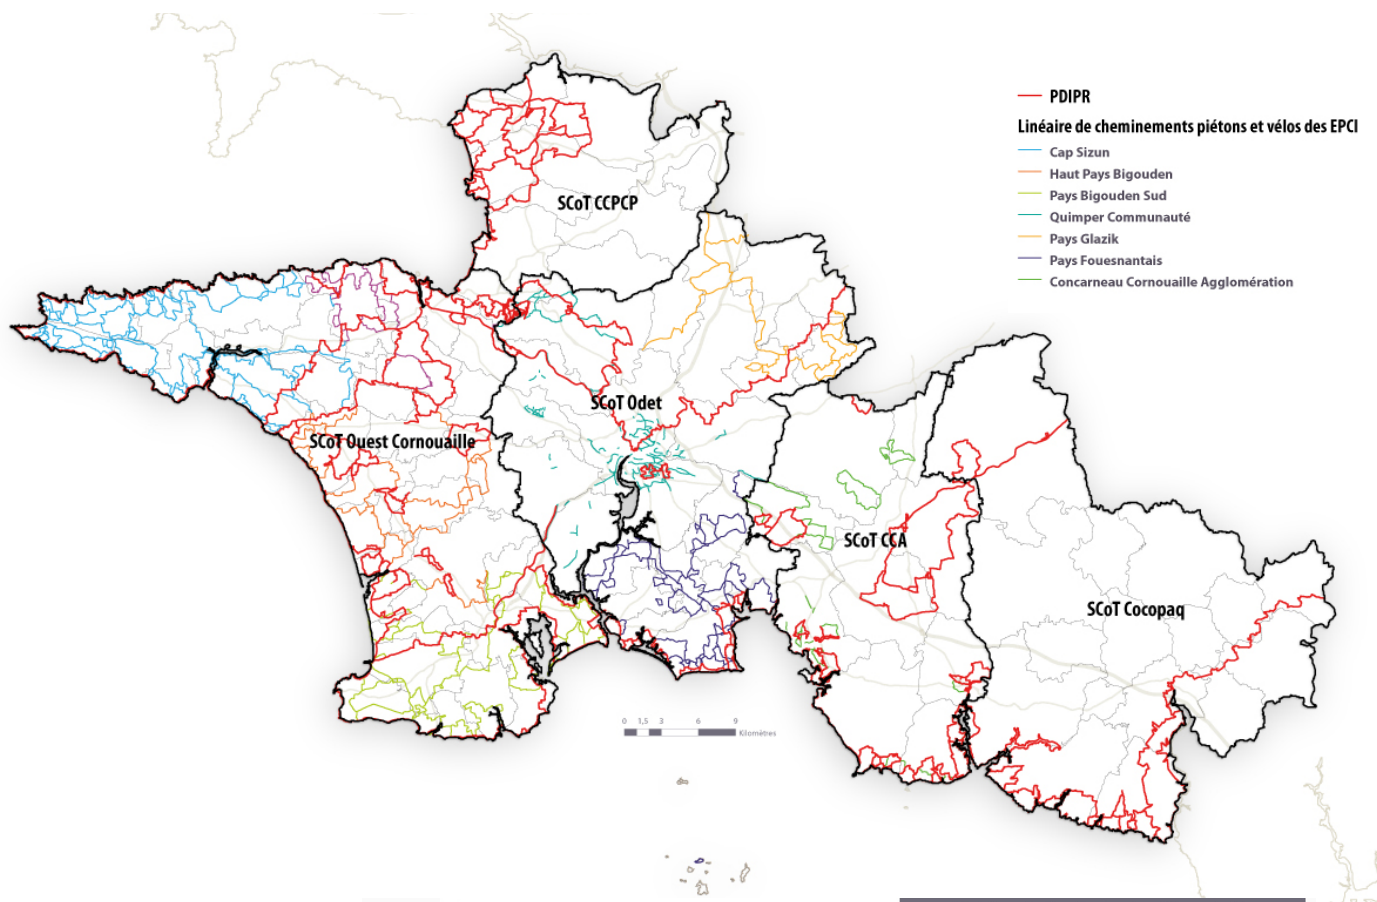 PDIPR
Linéaire de cheminements piétons et vélos des EPCI
Cap Sizun
Haut Pays Bigouden
Pays Bigouden Sud
Quimper Communauté
Pays Glazik
Pays Fouesnantais
Concarneau Cornouaille Agglomération
SCoT CCPCP
SCoT Odet
SCoT Ouest Cornouaille
SCoT CCA
SCoT Cocopaq
0 1,5 3 6 9
Kilomètres